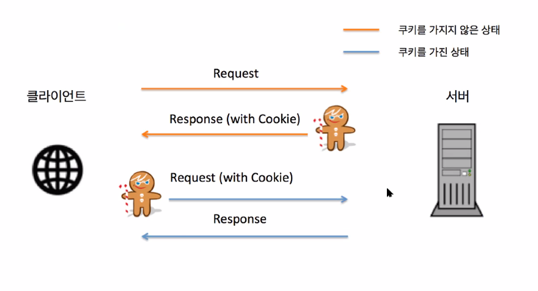 쿠키를 가지지 않은 상태
쿠키를 가진 상태
클라이언트
Request
서버
Response (with Cookie)
Request (with Cookie)
Response